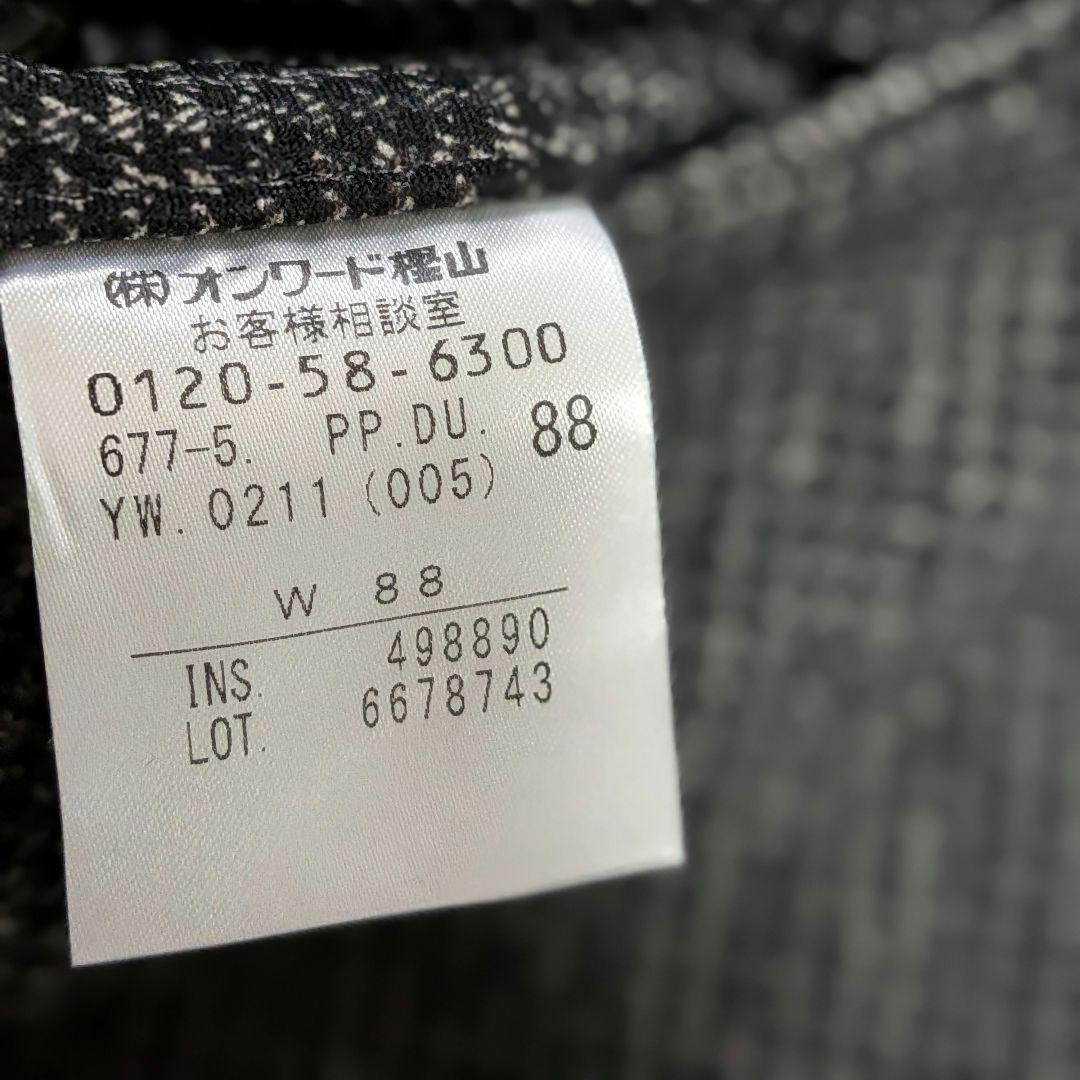 (株)オンワード樫山
お客様相談室
0120-58-6300
677-5. PP.DU. 88
YW. 0211 (005)
W 88
INS. 498890
LOT. 6678743